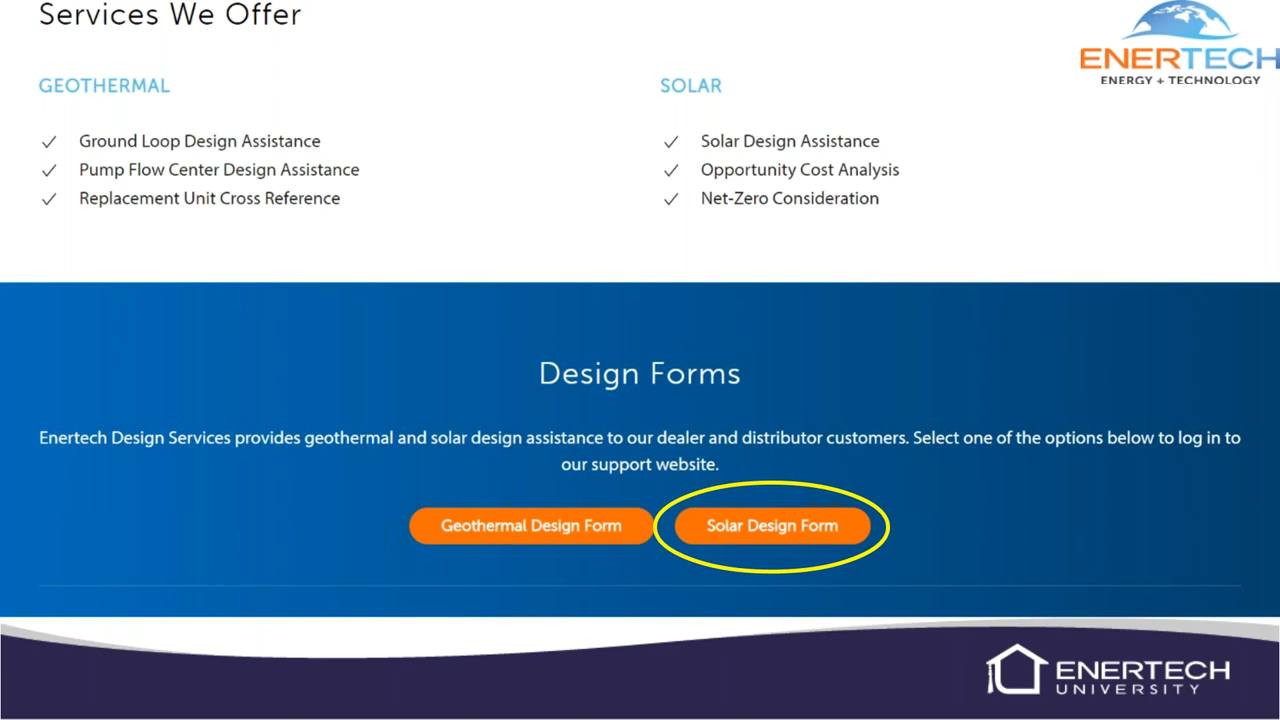 Services We Offer
ENERTECH
ENERGY + TECHNOLOGY
GEOTHERMAL
Ground Loop Design Assistance
Pump Flow Center Design Assistance
Replacement Unit Cross Reference
SOLAR
Solar Design Assistance
Opportunity Cost Analysis
Net-Zero Consideration
Design Forms
Enertech Design Services provides geothermal and solar design assistance to our dealer and distributor customers. Select one of the options below to log in to
our support website.
Geothermal Design Form
Solar Design Form
ENERTECH
UNIVERSITY